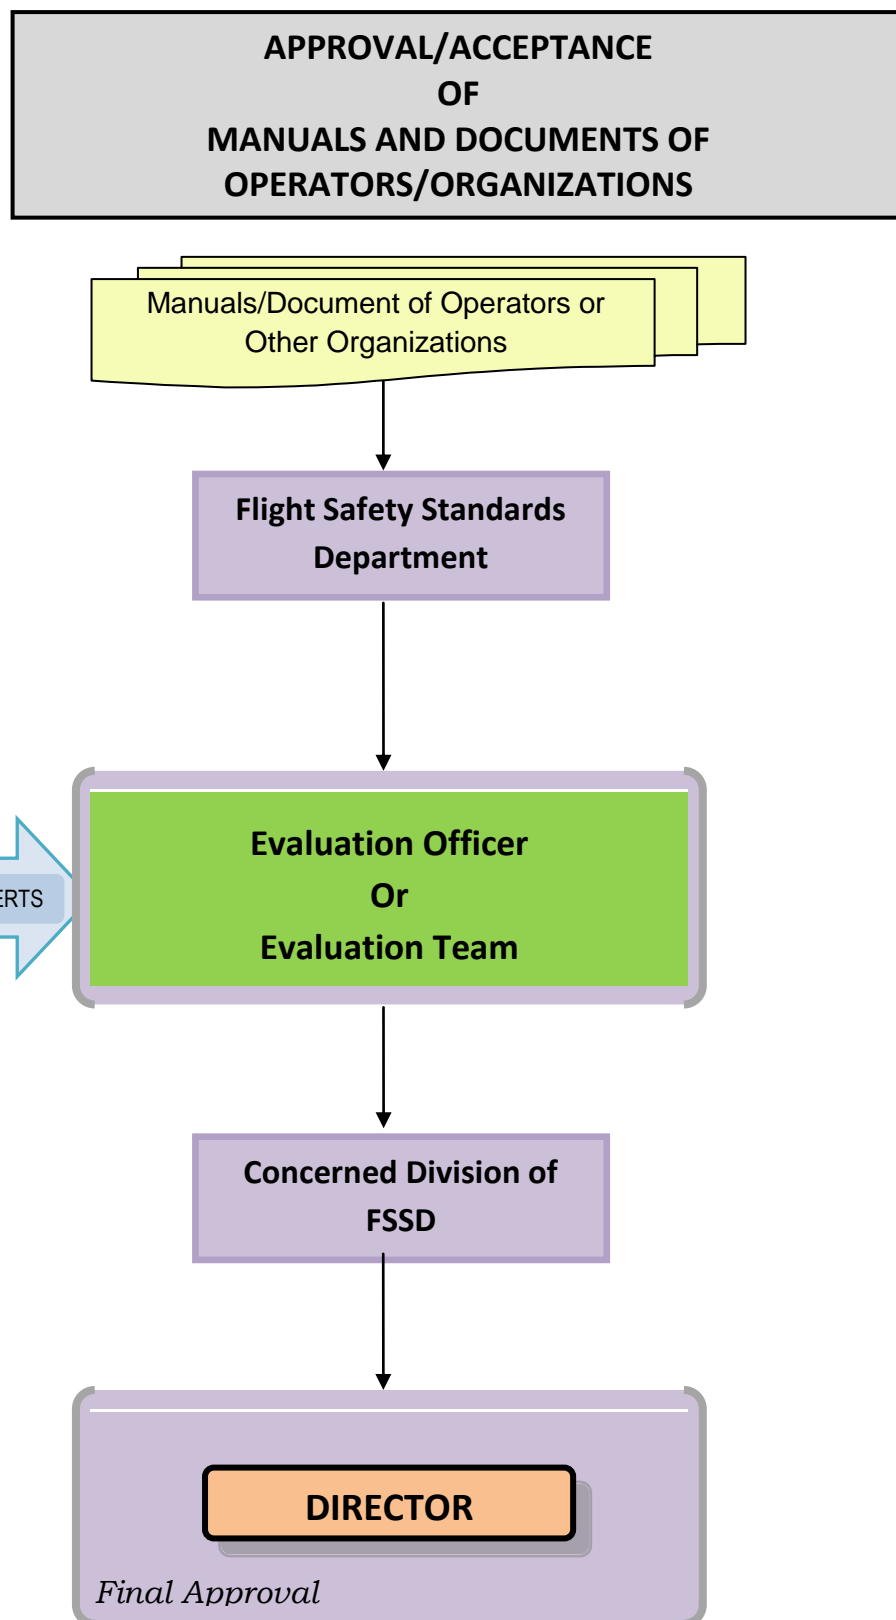 APPROVAL/ACCEPTANCE
OF
MANUALS AND DOCUMENTS OF
OPERATORS/ORGANIZATIONS
Manuals/Document of Operators or
Other Organizations
Flight Safety Standards
Department
Evaluation Officer
Or
Evaluation Team
ERTS
Concerned Division of
FSSD
DIRECTOR
Final Approval